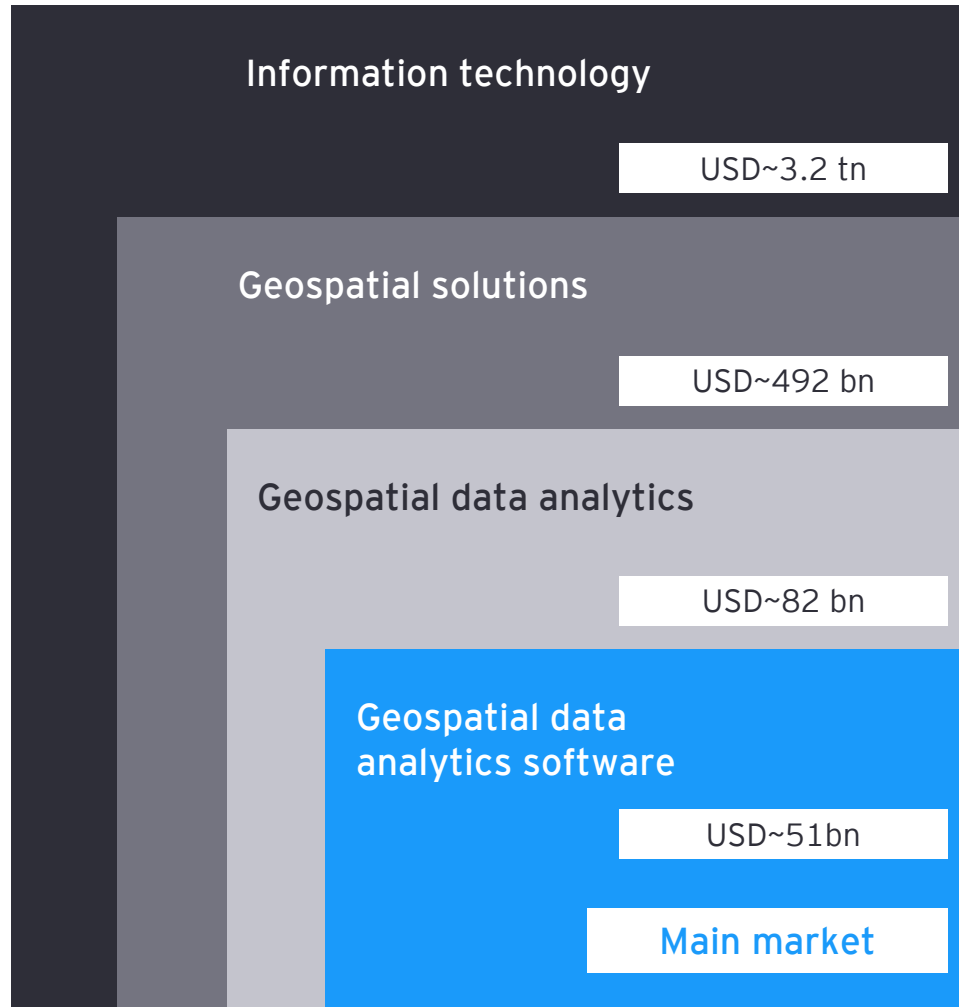 Information technology
USD~3.2 tn
Geospatial solutions
USD~492 bn
Geospatial data analytics
USD~82 bn
Geospatial data
analytics software
USD~51bn
Main market